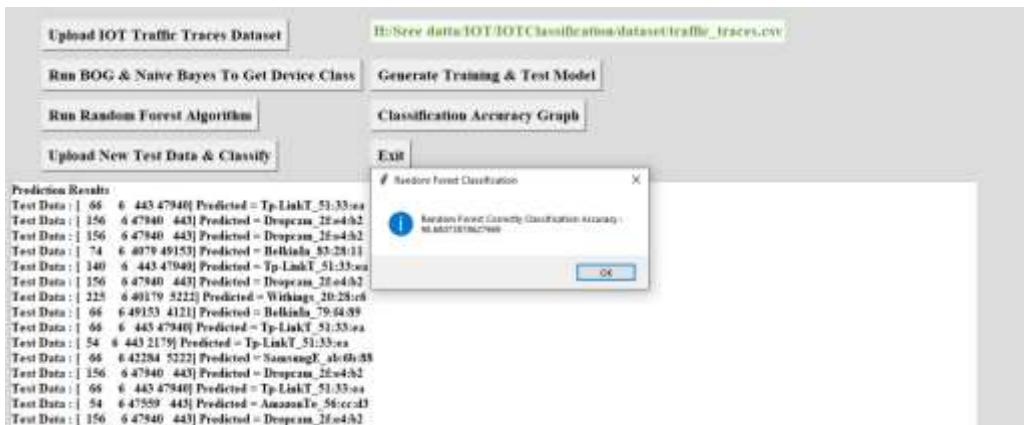 Upload IOT Traffic Traces Dataset
H:/Sree datta/IOT/IOTClassification/dataset/traffic_traces.csv
Run BOG & Naive Bayes To Get Device Class
Generate Training & Test Model
Run Random Forest Algorithm
Classification Accuracy Graph
Upload New Test Data & Classify
Exit
Random Forest Classification
Random Forest Correctly Classification Accuracy :
OK
Prediction Results
Test Data : [ 66 6 443 47940] Predicted = Tp-LinkT_51:33:ea
Test Data : [ 156 6 47940 443] Predicted = Dropcam_2f:e4:b2
Test Data : [ 156 6 47940 443] Predicted = Dropcam_2f:e4:b2
Test Data : [ 74 6 4079 49153] Predicted = BelkinIn_83:28:11
Test Data : [ 140 6 443 47940] Predicted = Tp-LinkT_51:33:ea
Test Data : [ 156 6 47940 443] Predicted = Dropcam_2f:e4:b2
Test Data : [ 225 6 40179 5222] Predicted = Withings_20:28:c6
Test Data : [ 66 6 49153 4121] Predicted = BelkinIn_79:f4:89
Test Data : [ 66 6 443 47940] Predicted = Tp-LinkT_51:33:ea
Test Data : [ 54 6 443 2179] Predicted = Tp-LinkT_51:33:ea
Test Data : [ 66 6 42284 5222] Predicted = SamsungE_ab:6b:88
Test Data : [ 156 6 47940 443] Predicted = Dropcam_2f:e4:b2
Test Data : [ 66 6 443 47940] Predicted = Tp-LinkT_51:33:ea
Test Data : [ 54 6 47559 443] Predicted = AmazonTe_56:cc:d3
Test Data : [ 156 6 47940 443] Predicted = Dropcam_2f:e4:b2